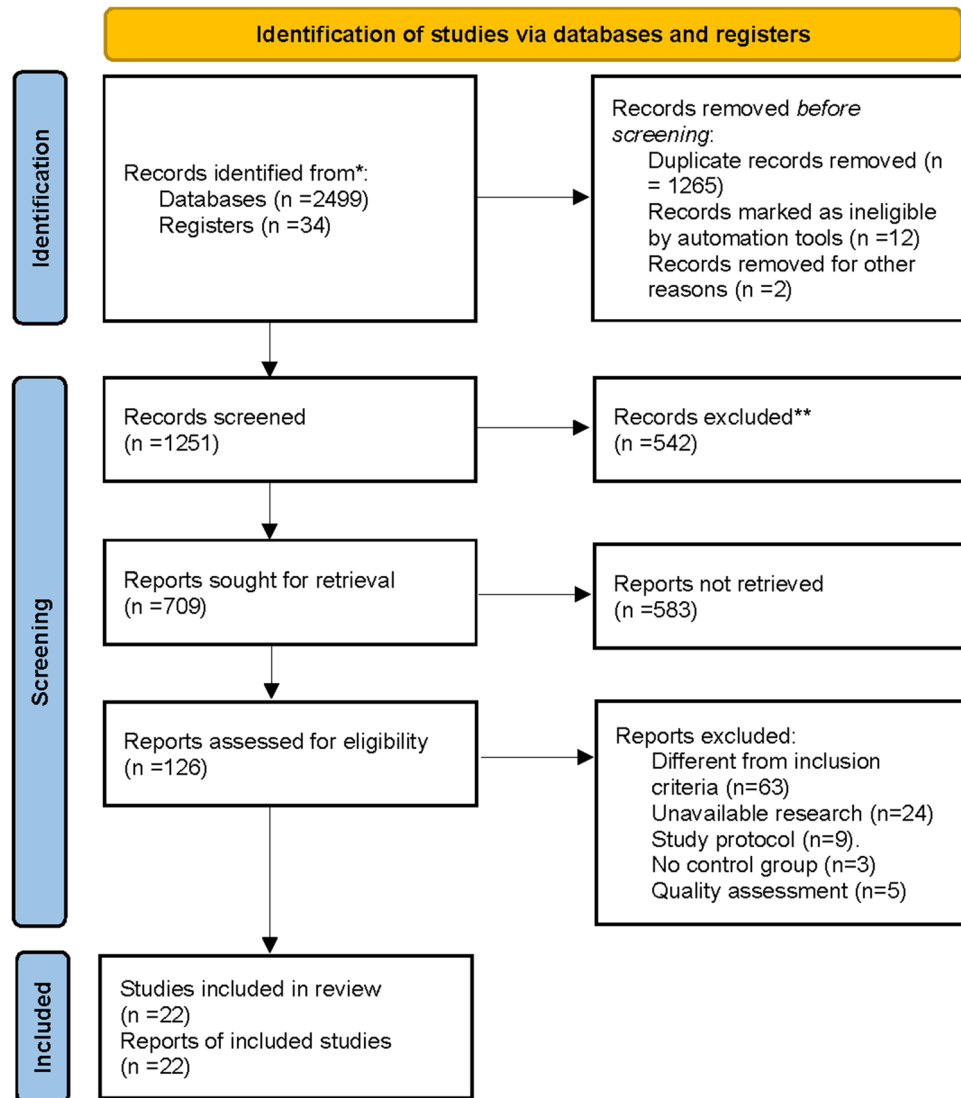 Identification of studies via databases and registers
Identification
Records identified from*:
Databases (n =2499)
Registers (n =34)
Records removed before
screening:
Duplicate records removed (n
= 1265)
Records marked as ineligible
by automation tools (n =12)
Records removed for other
reasons (n =2)
Screening
Records screened
(n =1251)
Records excluded**
(n =542)
Reports sought for retrieval
(n =709)
Reports not retrieved
(n =583)
Reports assessed for eligibility
(n =126)
Reports excluded:
Different from inclusion
criteria (n=63)
Unavailable research (n=24)
Study protocol (n=9).
No control group (n=3)
Quality assessment (n=5)
Included
Studies included in review
(n =22)
Reports of included studies
(n =22)